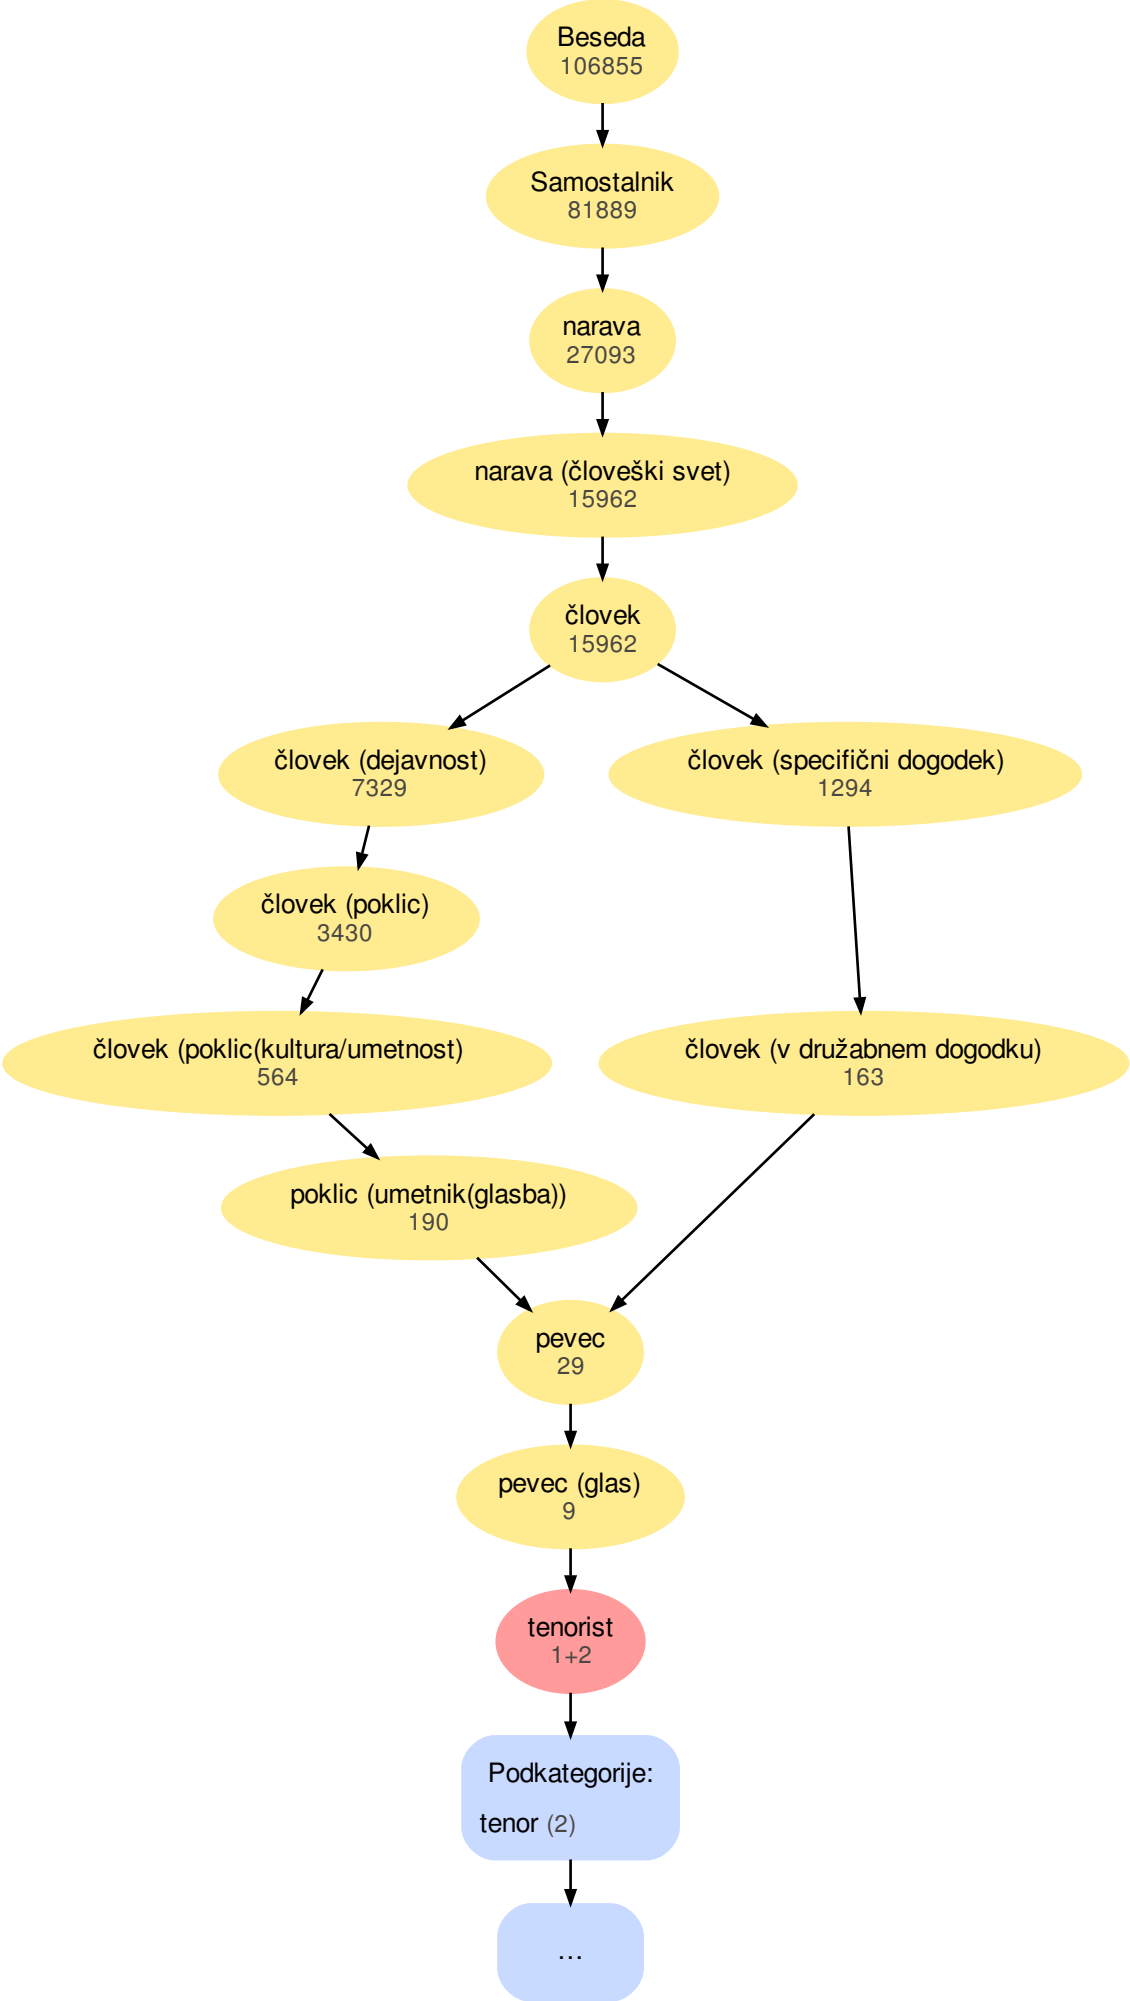 Beseda
106855
Samostalnik
81889
narava
27093
narava (človeški svet)
15962
človek
15962
človek (dejavnost)
7329
človek (specifični dogodek)
1294
človek (poklic)
3430
človek (poklic(kultura/umetnost)
564
človek (v družabnem dogodku)
163
poklic (umetnik(glasba))
190
pevec
29
pevec (glas)
9
tenorist
1+2
Podkategorije:
tenor (2)
...